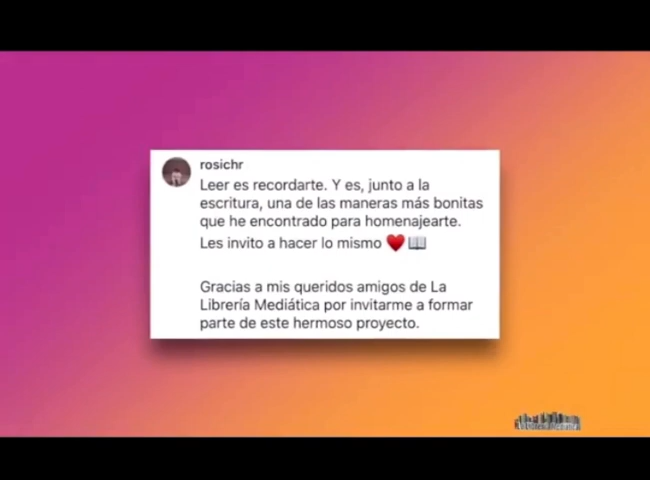 rosichr
Leer es recordarte. Y es, junto a la
escritura, una de las maneras más bonitas
que he encontrado para homenajearte.
Les invito a hacer lo mismo ♥️📖
Gracias a mis queridos amigos de La
Librería Mediática por invitarme a formar
parte de este hermoso proyecto.